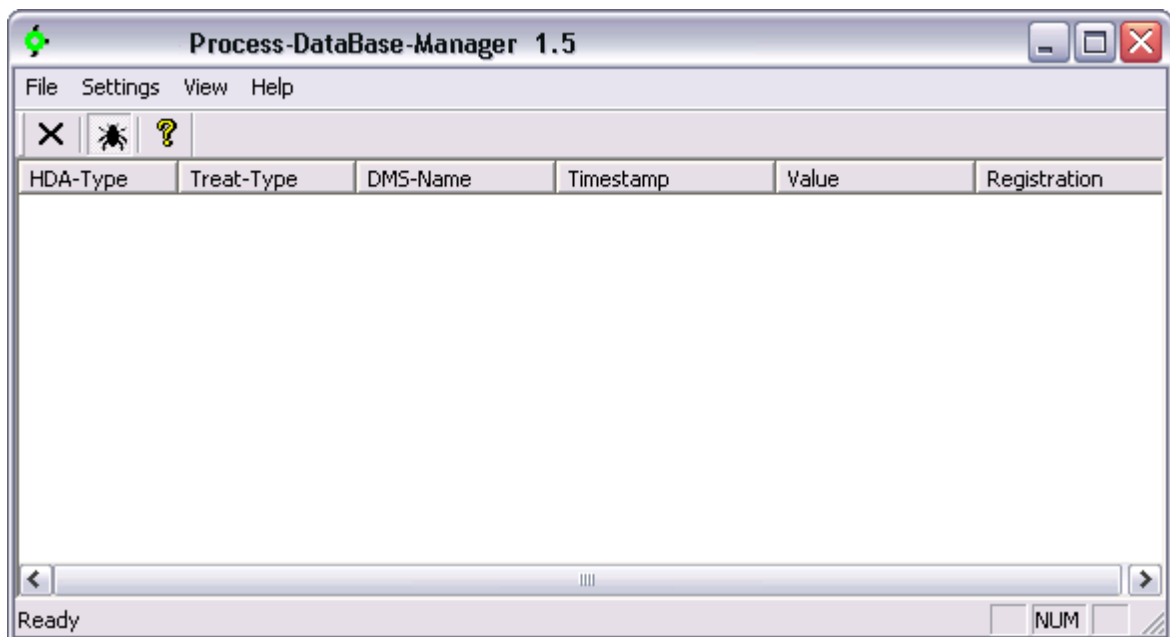 Process-DataBase-Manager 1.5
File Settings View Help
HDA-Type Treat-Type DMS-Name Timestamp Value Registration
Ready NUM